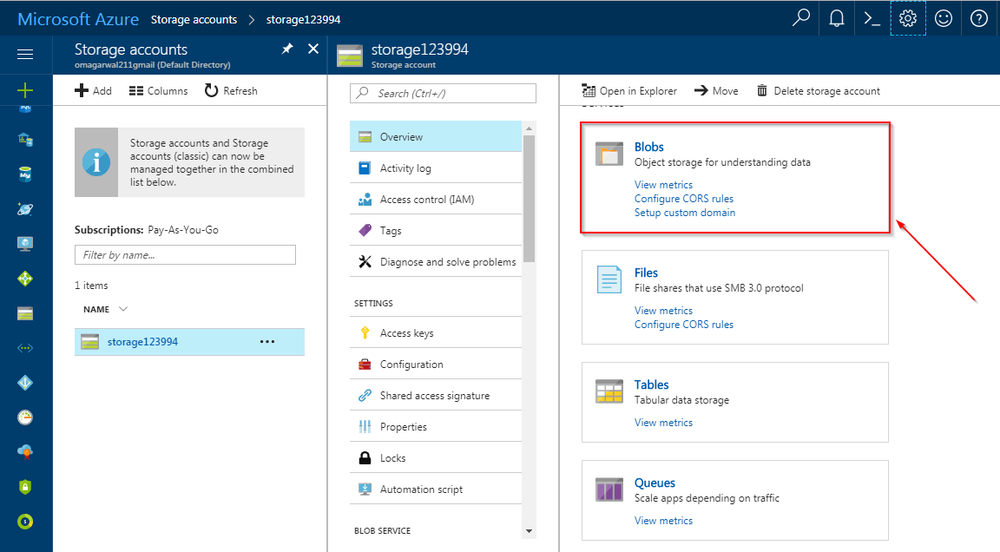 Microsoft Azure Storage accounts > storage123994
Storage accounts
omagarwal211gmail (Default Directory)
Add Columns Refresh
Storage accounts and Storage
accounts (classic) can now be
managed together in the combined
list below.
Subscriptions: Pay-As-You-Go
Filter by name...
1 items
NAME
storage123994 ...
storage123994
Storage account
Search (Ctrl+/)
Overview
Activity log
Access control (IAM)
Tags
Diagnose and solve problems
SETTINGS
Access keys
Configuration
Shared access signature
Properties
Locks
Automation script
BLOB SERVICE
Open in Explorer Move Delete storage account
Services
Blobs
Object storage for understanding data
View metrics
Configure CORS rules
Setup custom domain
Files
File shares that use SMB 3.0 protocol
View metrics
Configure CORS rules
Tables
Tabular data storage
View metrics
Queues
Scale apps depending on traffic
View metrics